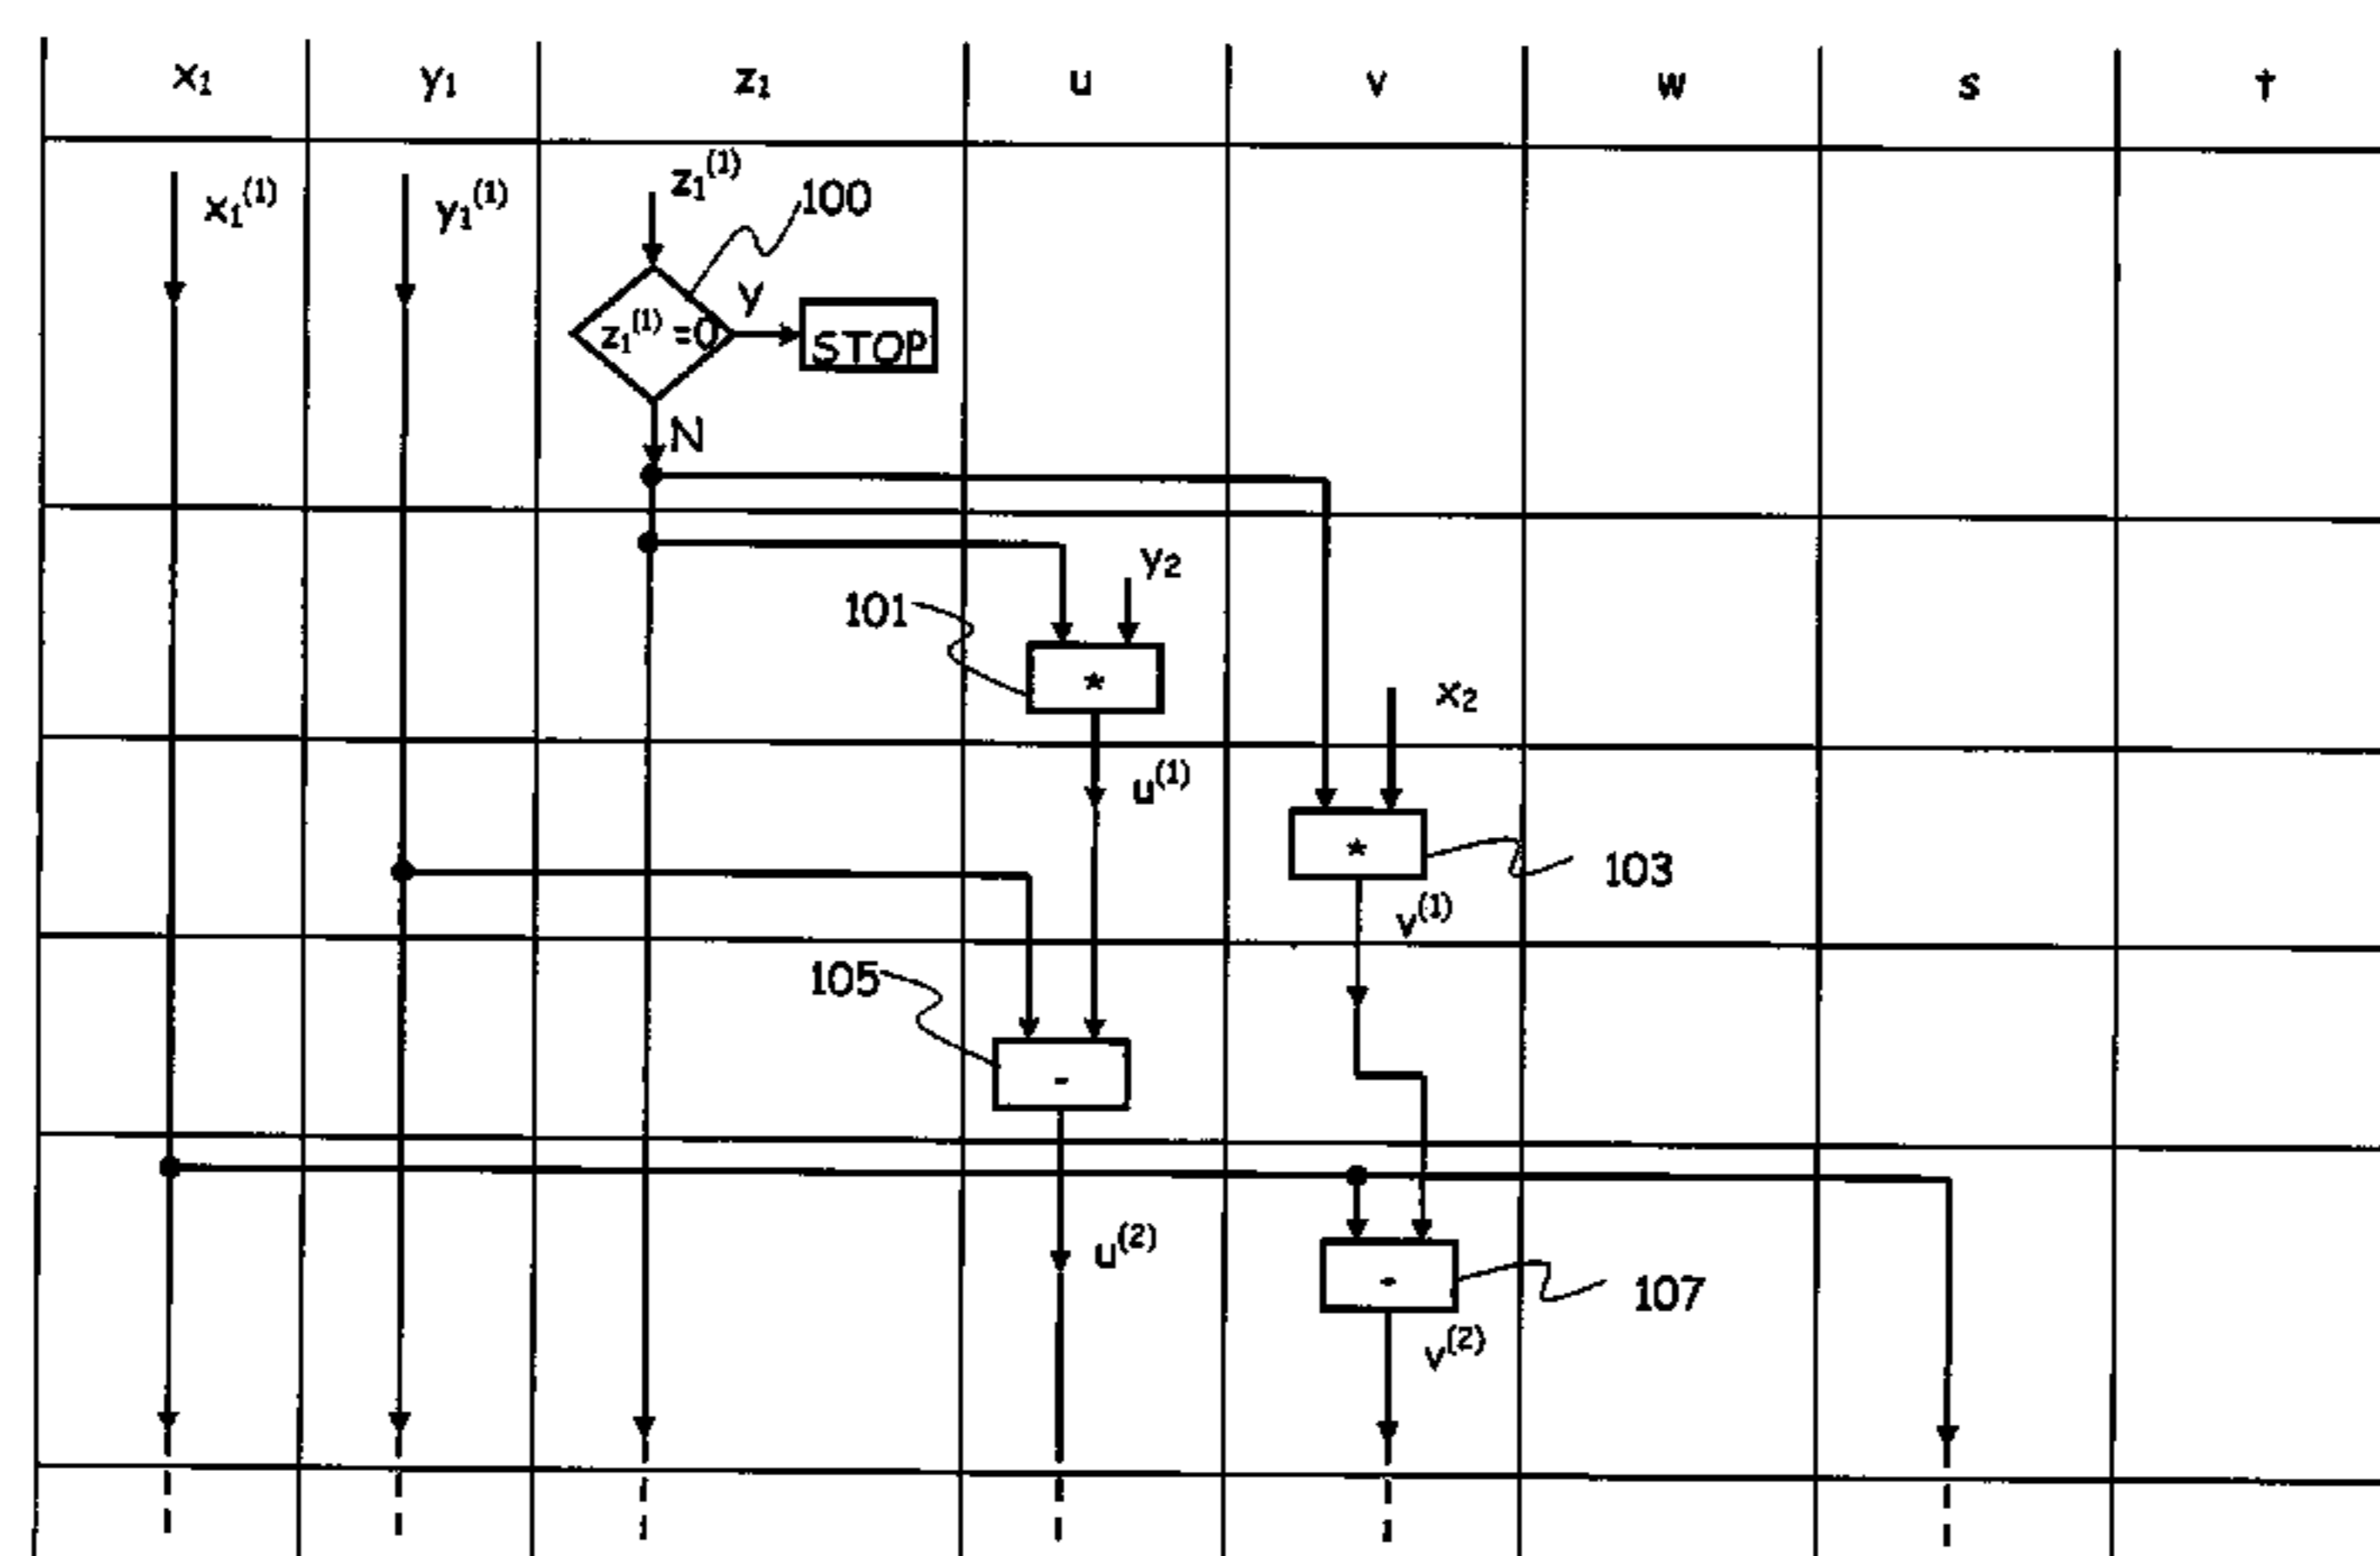 x₁ y₁ z₁ u v w s t
x₁⁽¹⁾ y₁⁽¹⁾ z₁⁽¹⁾ 100
y
z₁⁽¹⁾ =0 STOP
N
y₂
101
*
x₂
u⁽¹⁾
*
103
v⁽¹⁾
105
-
u⁽²⁾
-
107
v⁽²⁾